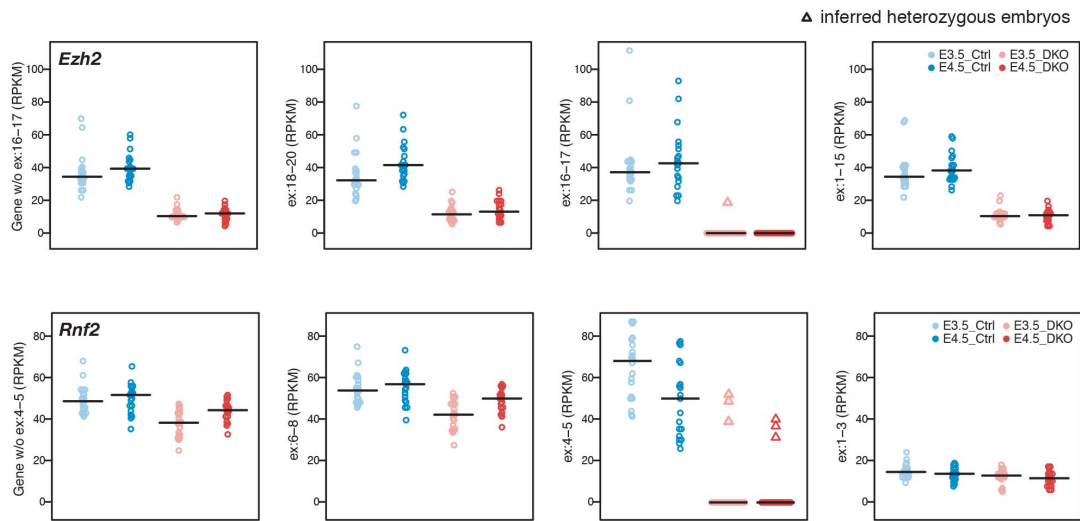 △ inferred heterozygous embryos
Ezh2
Gene w/o ex:16–17 (RPKM)
100
80
60
40
20
0
ex:18–20 (RPKM)
100
80
60
40
20
0
ex:16–17 (RPKM)
100
80
60
40
20
0
ex:1–15 (RPKM)
100
80
60
40
20
0
E3.5_Ctrl E3.5_DKO
E4.5_Ctrl E4.5_DKO
Rnf2
Gene w/o ex:4–5 (RPKM)
80
60
40
20
0
ex:6–8 (RPKM)
80
60
40
20
0
ex:4–5 (RPKM)
80
60
40
20
0
ex:1–3 (RPKM)
80
60
40
20
0
E3.5_Ctrl E3.5_DKO
E4.5_Ctrl E4.5_DKO